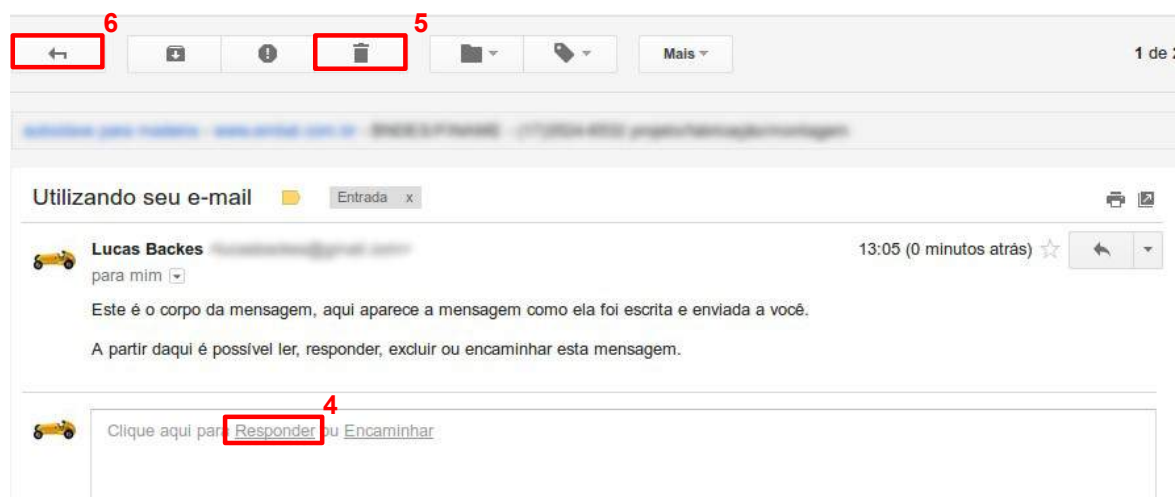 6 5
Mais 1 de
Utilizando seu e-mail Entrada x
Lucas Backes 13:05 (0 minutos atrás)
para mim
Este é o corpo da mensagem, aqui aparece a mensagem como ela foi escrita e enviada a você.
A partir daqui é possível ler, responder, excluir ou encaminhar esta mensagem.
4
Clique aqui para Responder ou Encaminhar